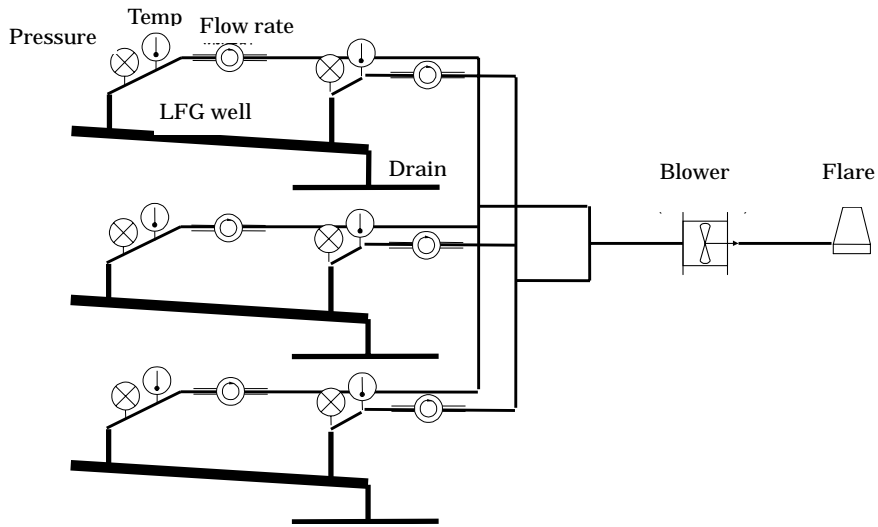 Temp
Pressure
Flow rate
LFG well
Drain
Blower
Flare